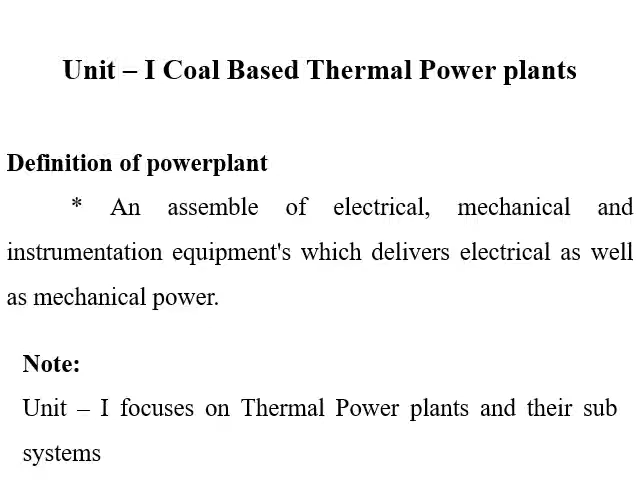 Unit – I Coal Based Thermal Power plants
Definition of powerplant
* An assemble of electrical, mechanical and
instrumentation equipment's which delivers electrical as well
as mechanical power.
Note:
Unit – I focuses on Thermal Power plants and their sub
systems